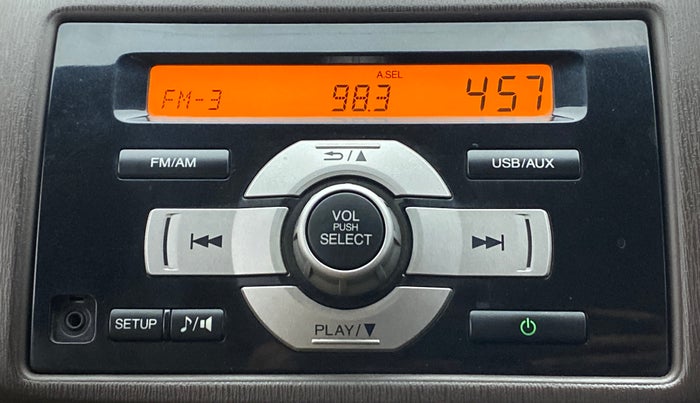 A.SEL
FM-3 98.3 457
FM/AM
USB/AUX
VOL
PUSH
SELECT
SETUP
PLAY/▼